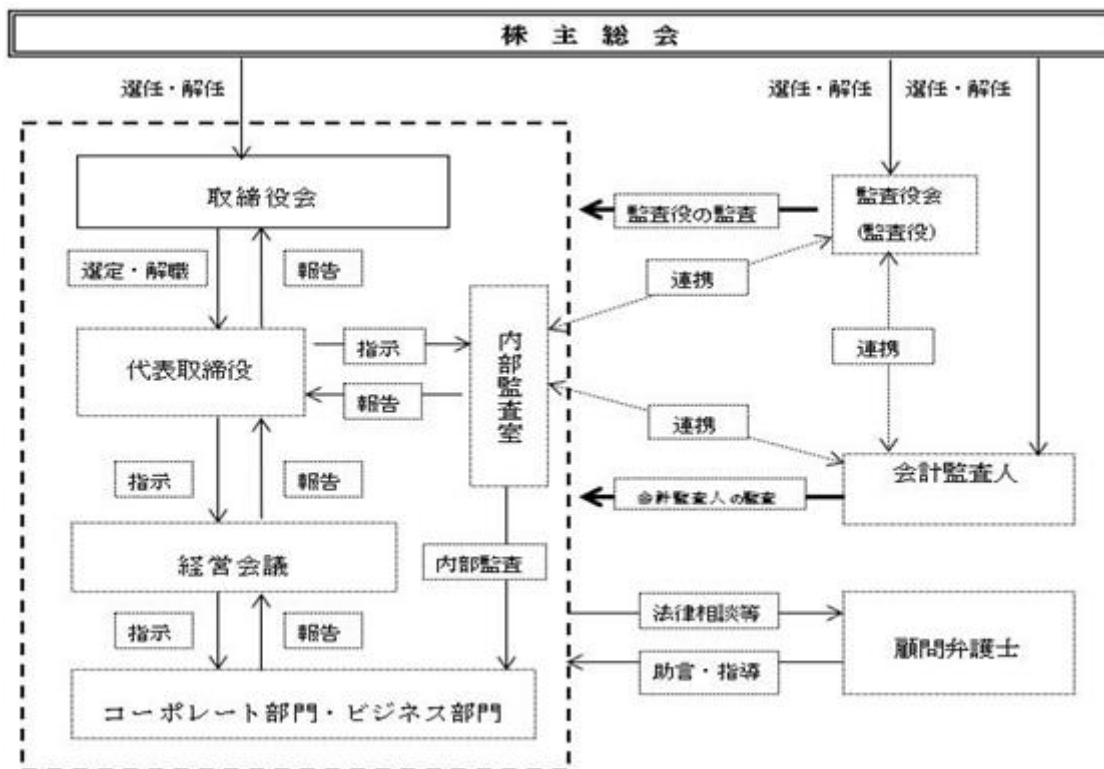 株主総会
選任・解任
選任・解任
選任・解任
取締役会
監査役会
(監査役)
監査役の監査
選定・解職
報告
連携
内部監査室
代表取締役
指示
報告
連携
連携
指示
報告
会計監査人
会計監査人の監査
経営会議
内部監査
指示
報告
法律相談等
顧問弁護士
助言・指導
コーポレート部門・ビジネス部門